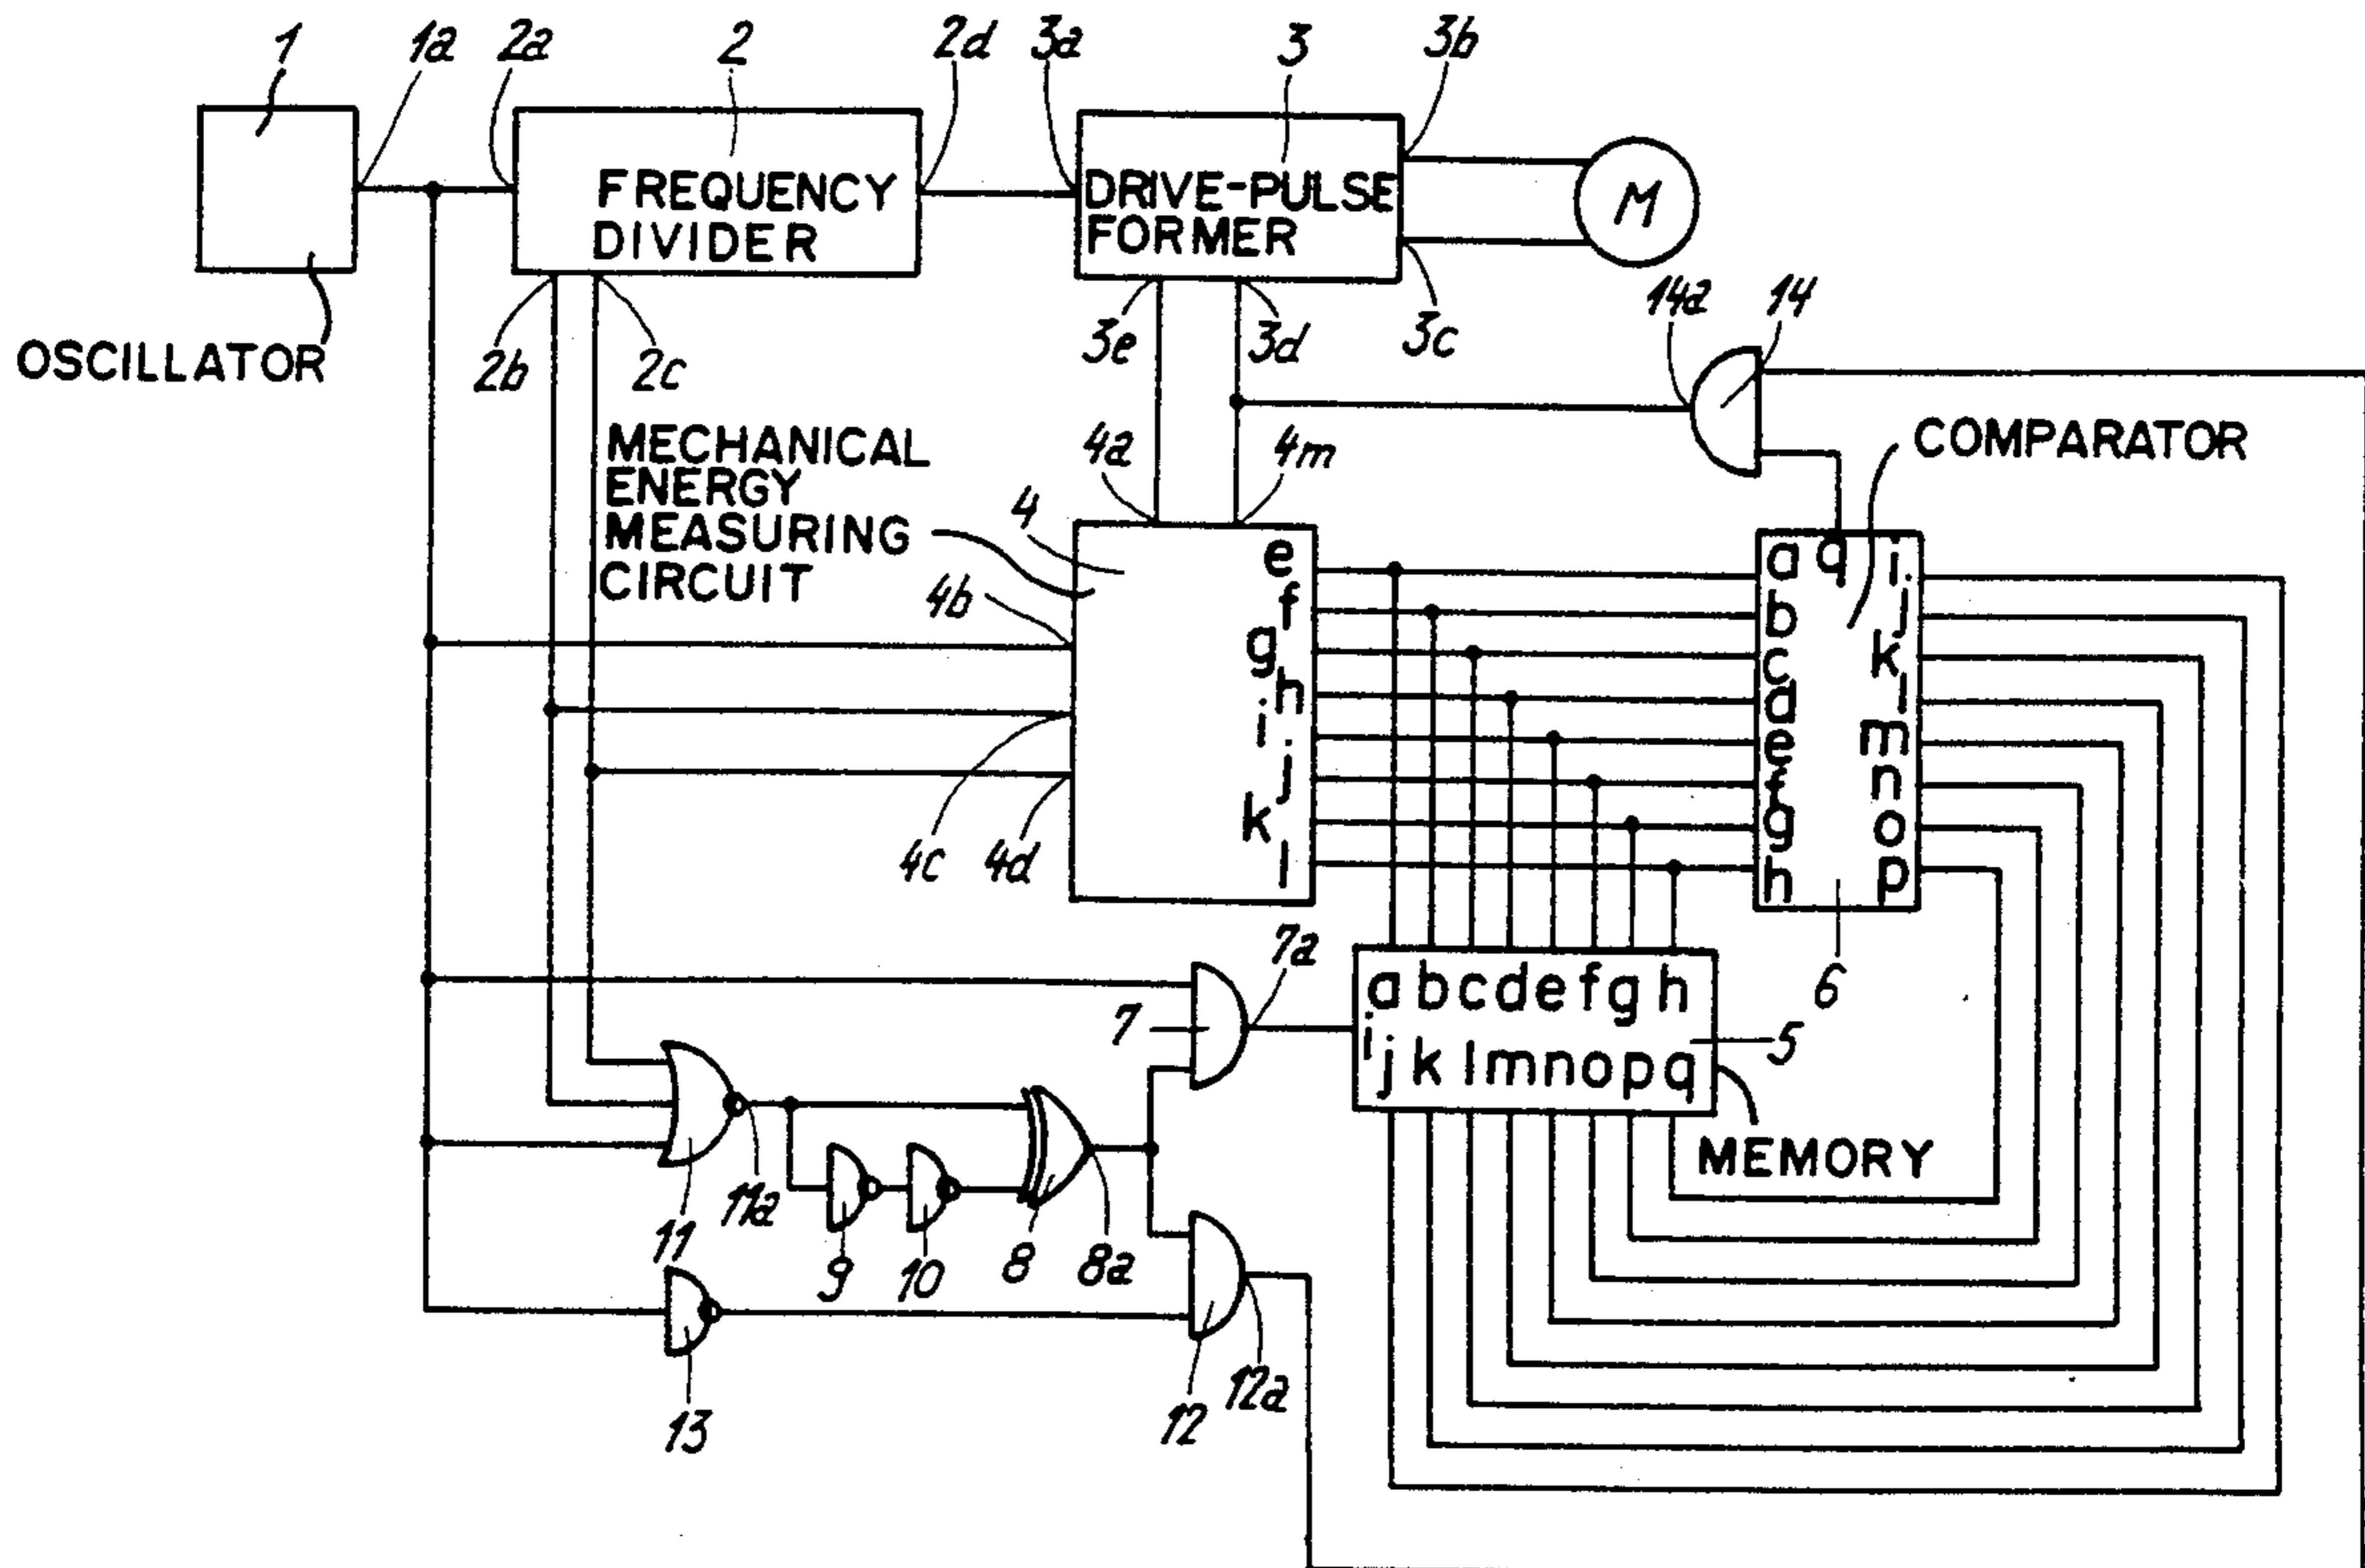 1 1a 2a 2 2d 3a 3 3b
FREQUENCY
DIVIDER
DRIVE-PULSE
FORMER
M
OSCILLATOR
2b 2c 3e 3d 3c 14a 14
MECHANICAL
ENERGY
MEASURING
CIRCUIT
4 4a 4m
COMPARATOR
4b 4c 4d
e
f
g
h
i
j
k
l
a q i
b j
c k
d l
e m
f n
g o
h p
6
7 7a
a b c d e f g h
i
j k l m n o p q
5
MEMORY
11 11a 9 10 8 8a
13 12 12a